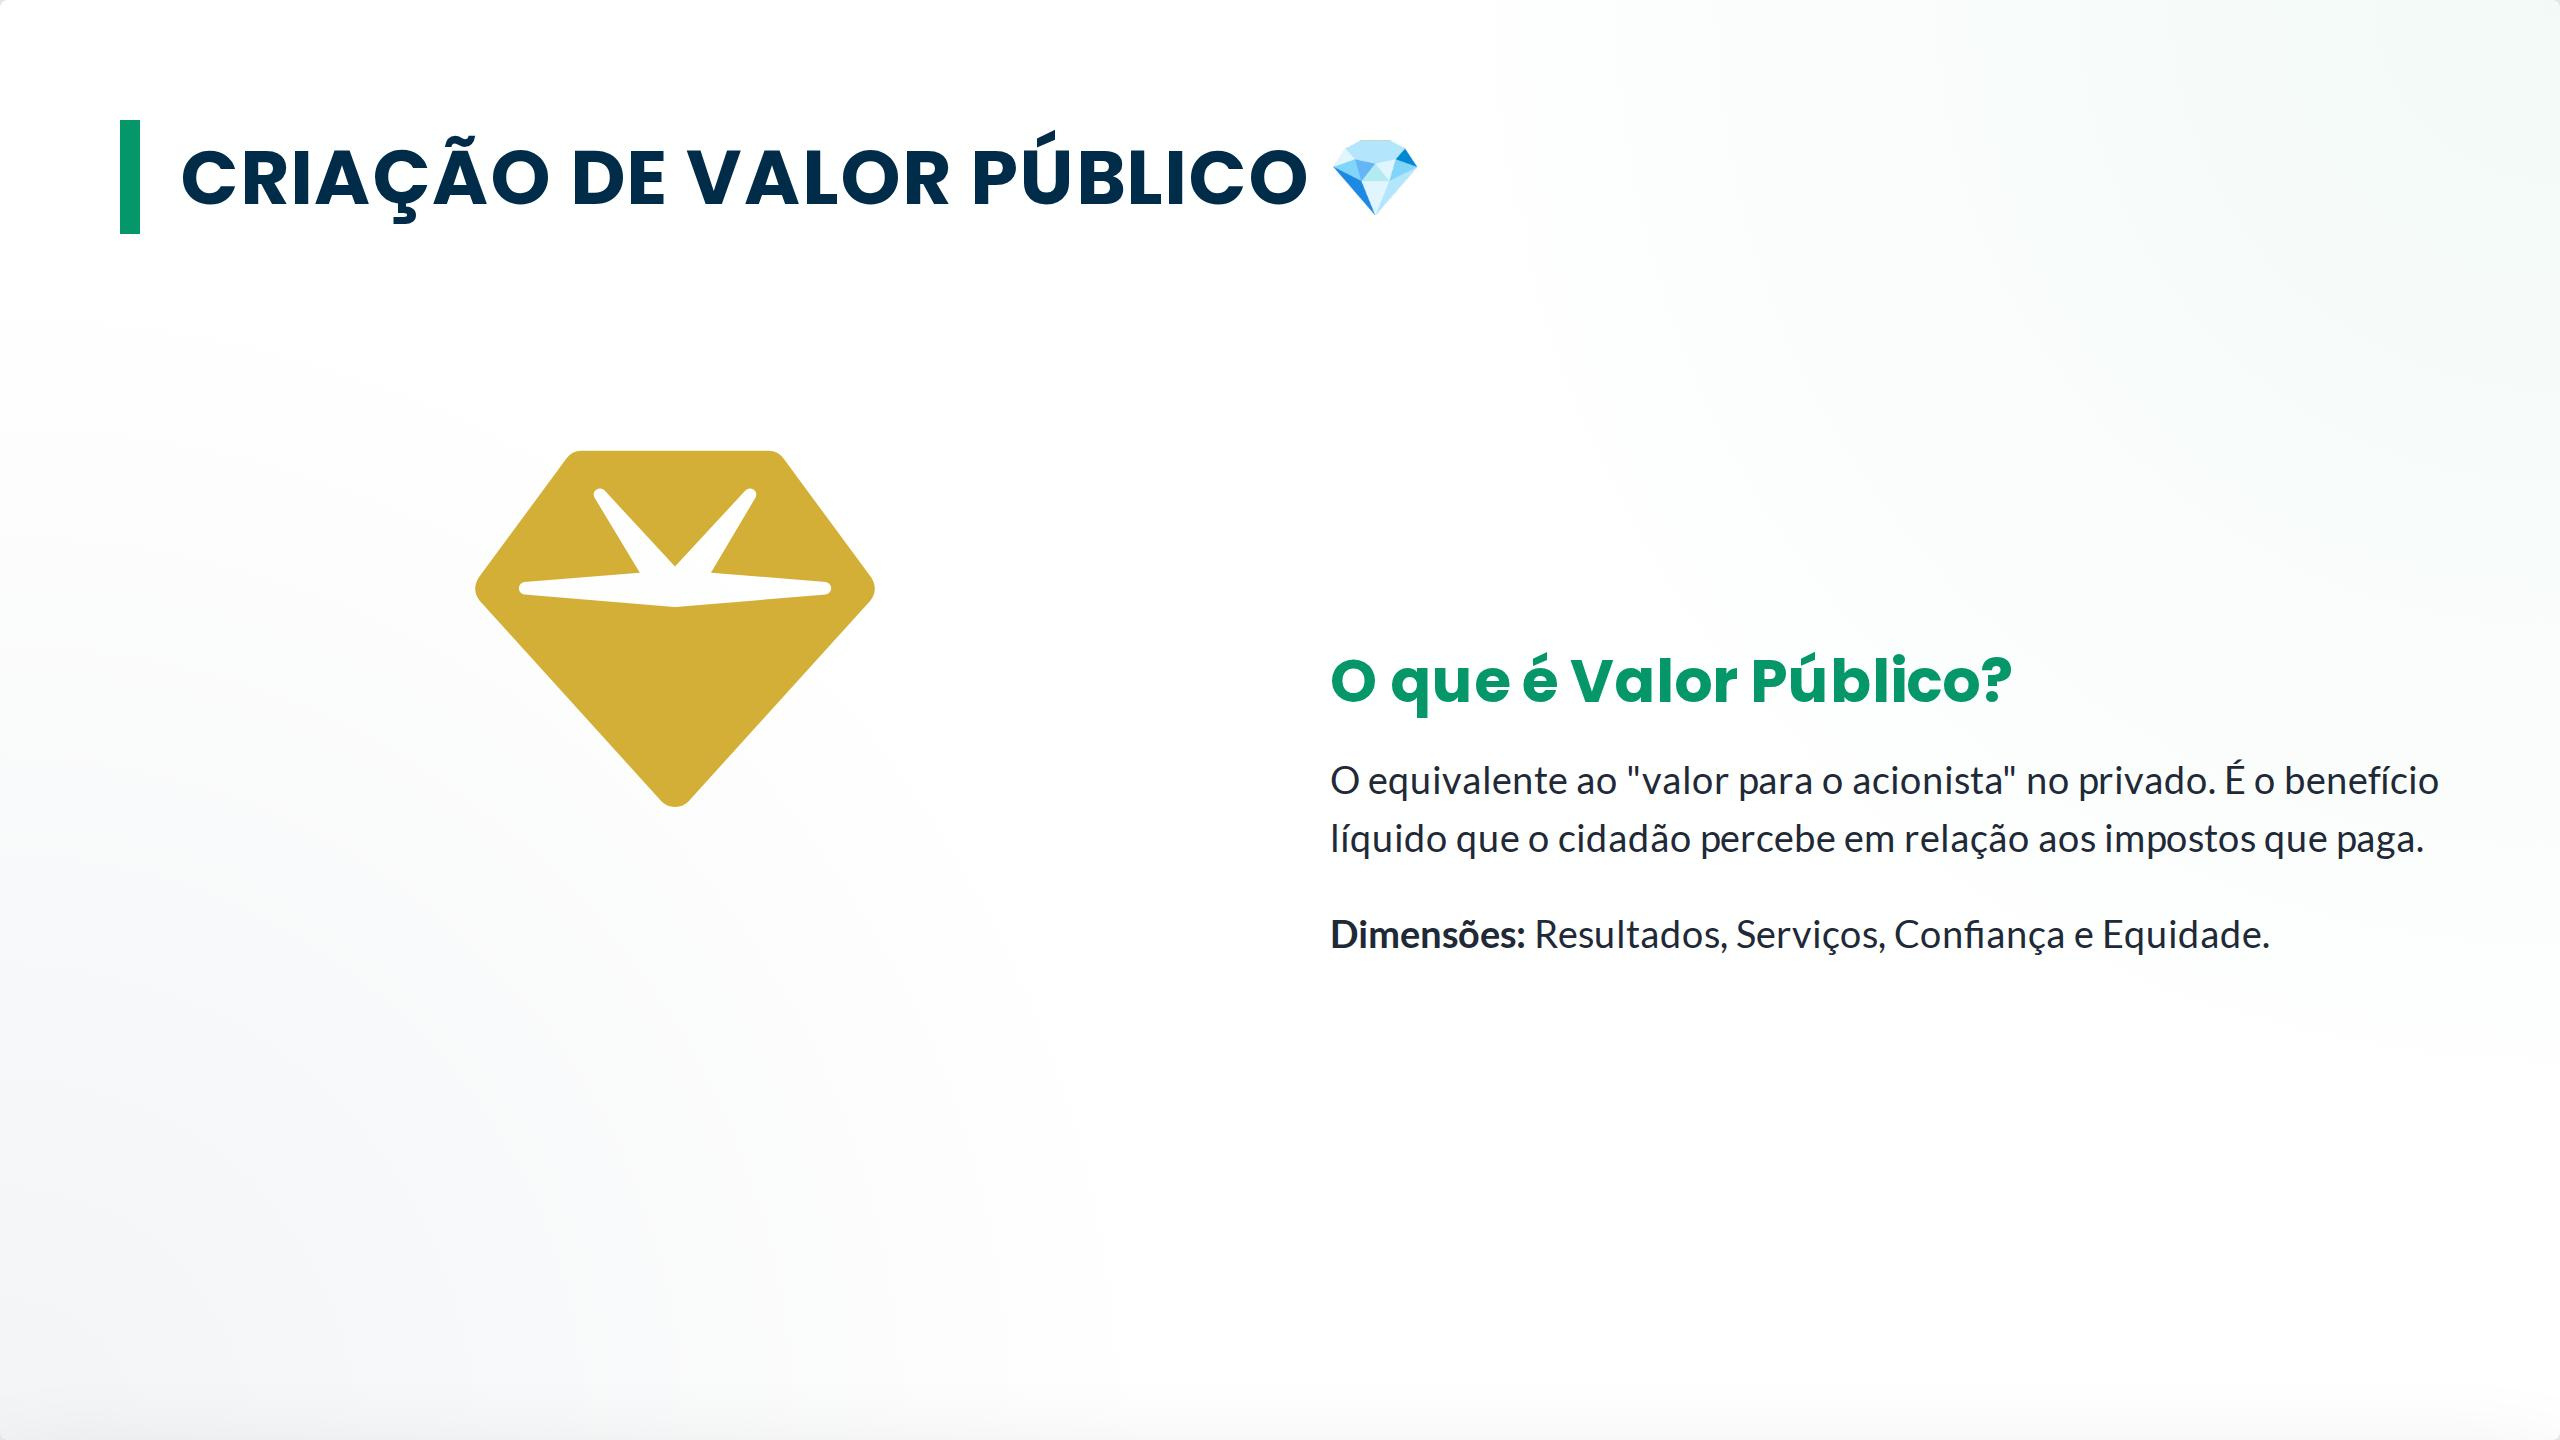 CRIAÇÃO DE VALOR PÚBLICO 💎
O que é Valor Público?
O equivalente ao "valor para o acionista" no privado. É o benefício
líquido que o cidadão percebe em relação aos impostos que paga.
Dimensões: Resultados, Serviços, Confiança e Equidade.